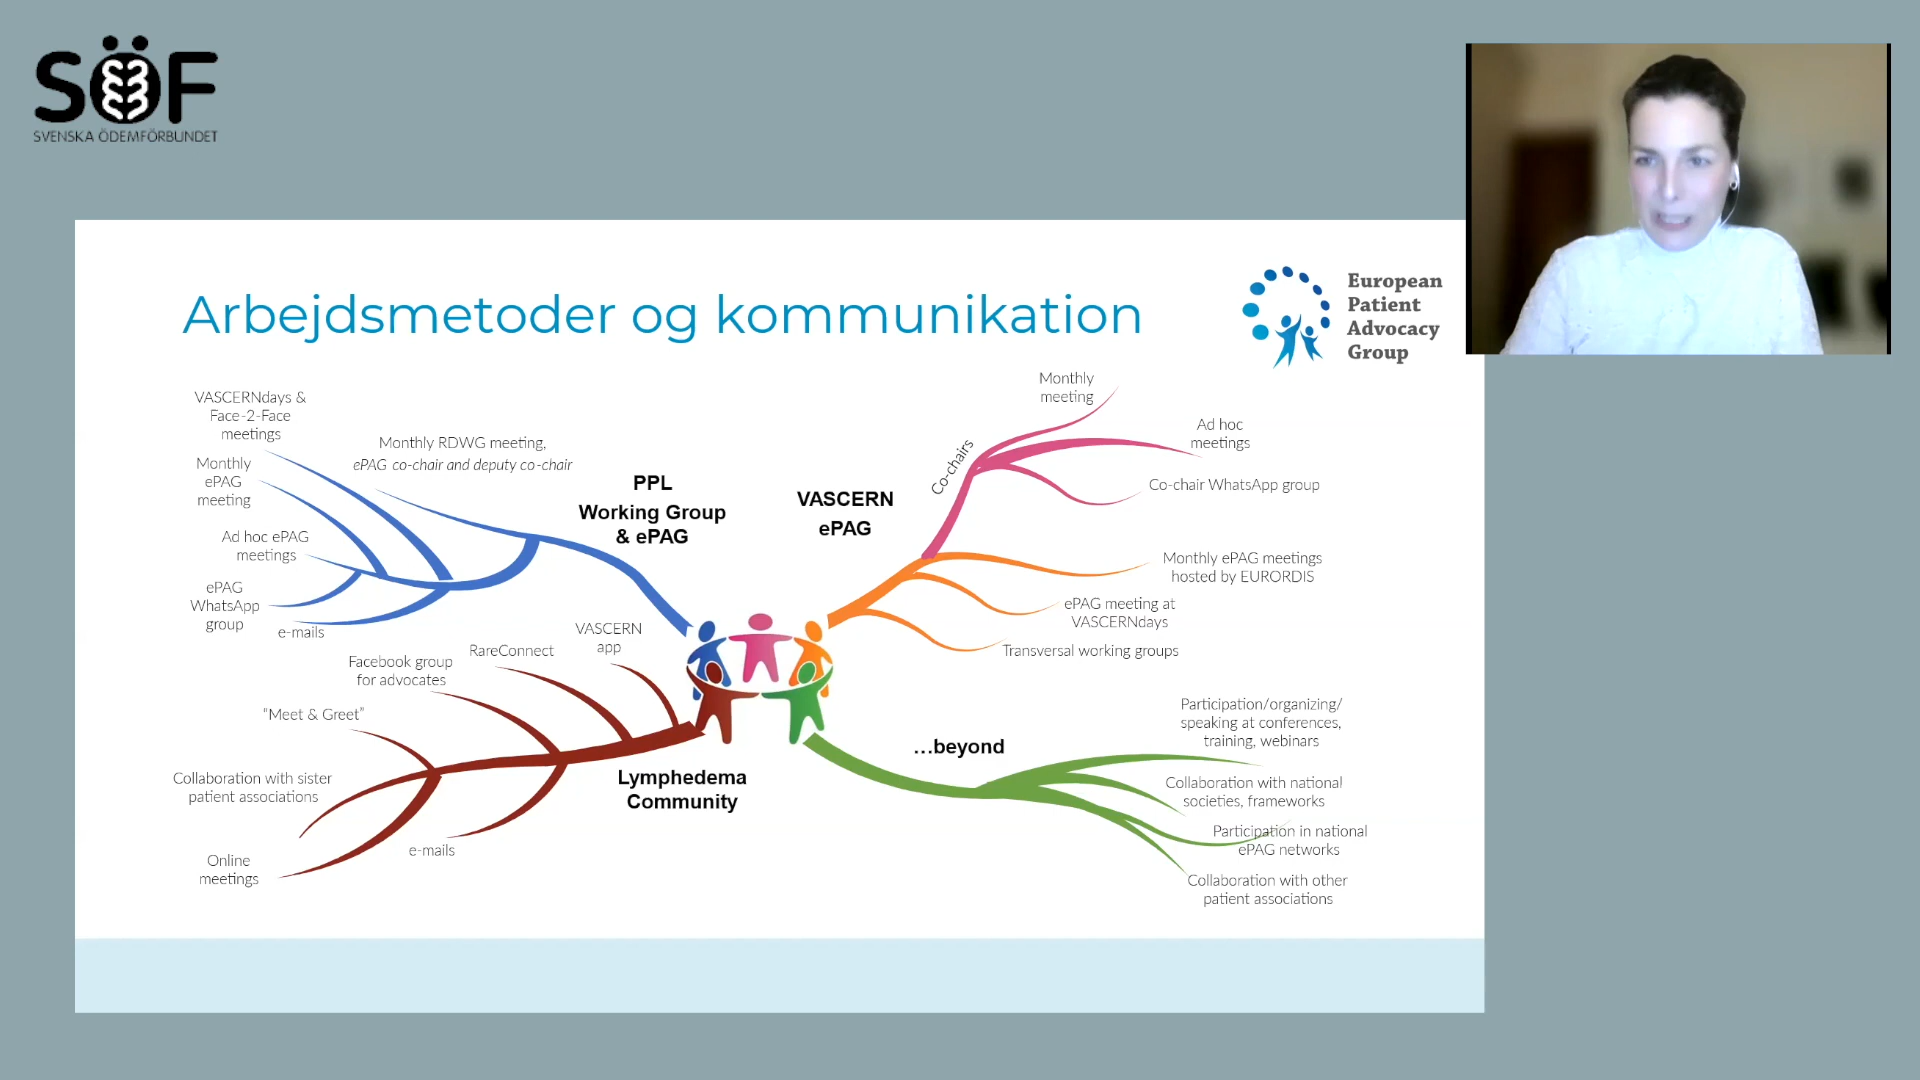 SÖF
SVENSKA ÖDEMFÖRBUNDET
Arbejdsmetoder og kommunikation
European
Patient
Advocacy
Group
VASCERNdays &
Face-2-Face
meetings
Monthly RDWG meeting,
ePAG co-chair and deputy co-chair
Monthly
ePAG
meeting
Ad hoc ePAG
meetings
ePAG
WhatsApp
group
e-mails
PPL
Working Group
& ePAG
VASCERN
ePAG
Co-chairs
Monthly
meeting
Ad hoc
meetings
Co-chair WhatsApp group
Monthly ePAG meetings
hosted by EURORDIS
ePAG meeting at
VASCERNdays
Transversal working groups
VASCERN
app
RareConnect
Facebook group
for advocates
"Meet & Greet"
Collaboration with sister
patient associations
Online
meetings
e-mails
Lymphedema
Community
...beyond
Participation/organizing/
speaking at conferences,
training, webinars
Collaboration with national
societies, frameworks
Participation in national
ePAG networks
Collaboration with other
patient associations